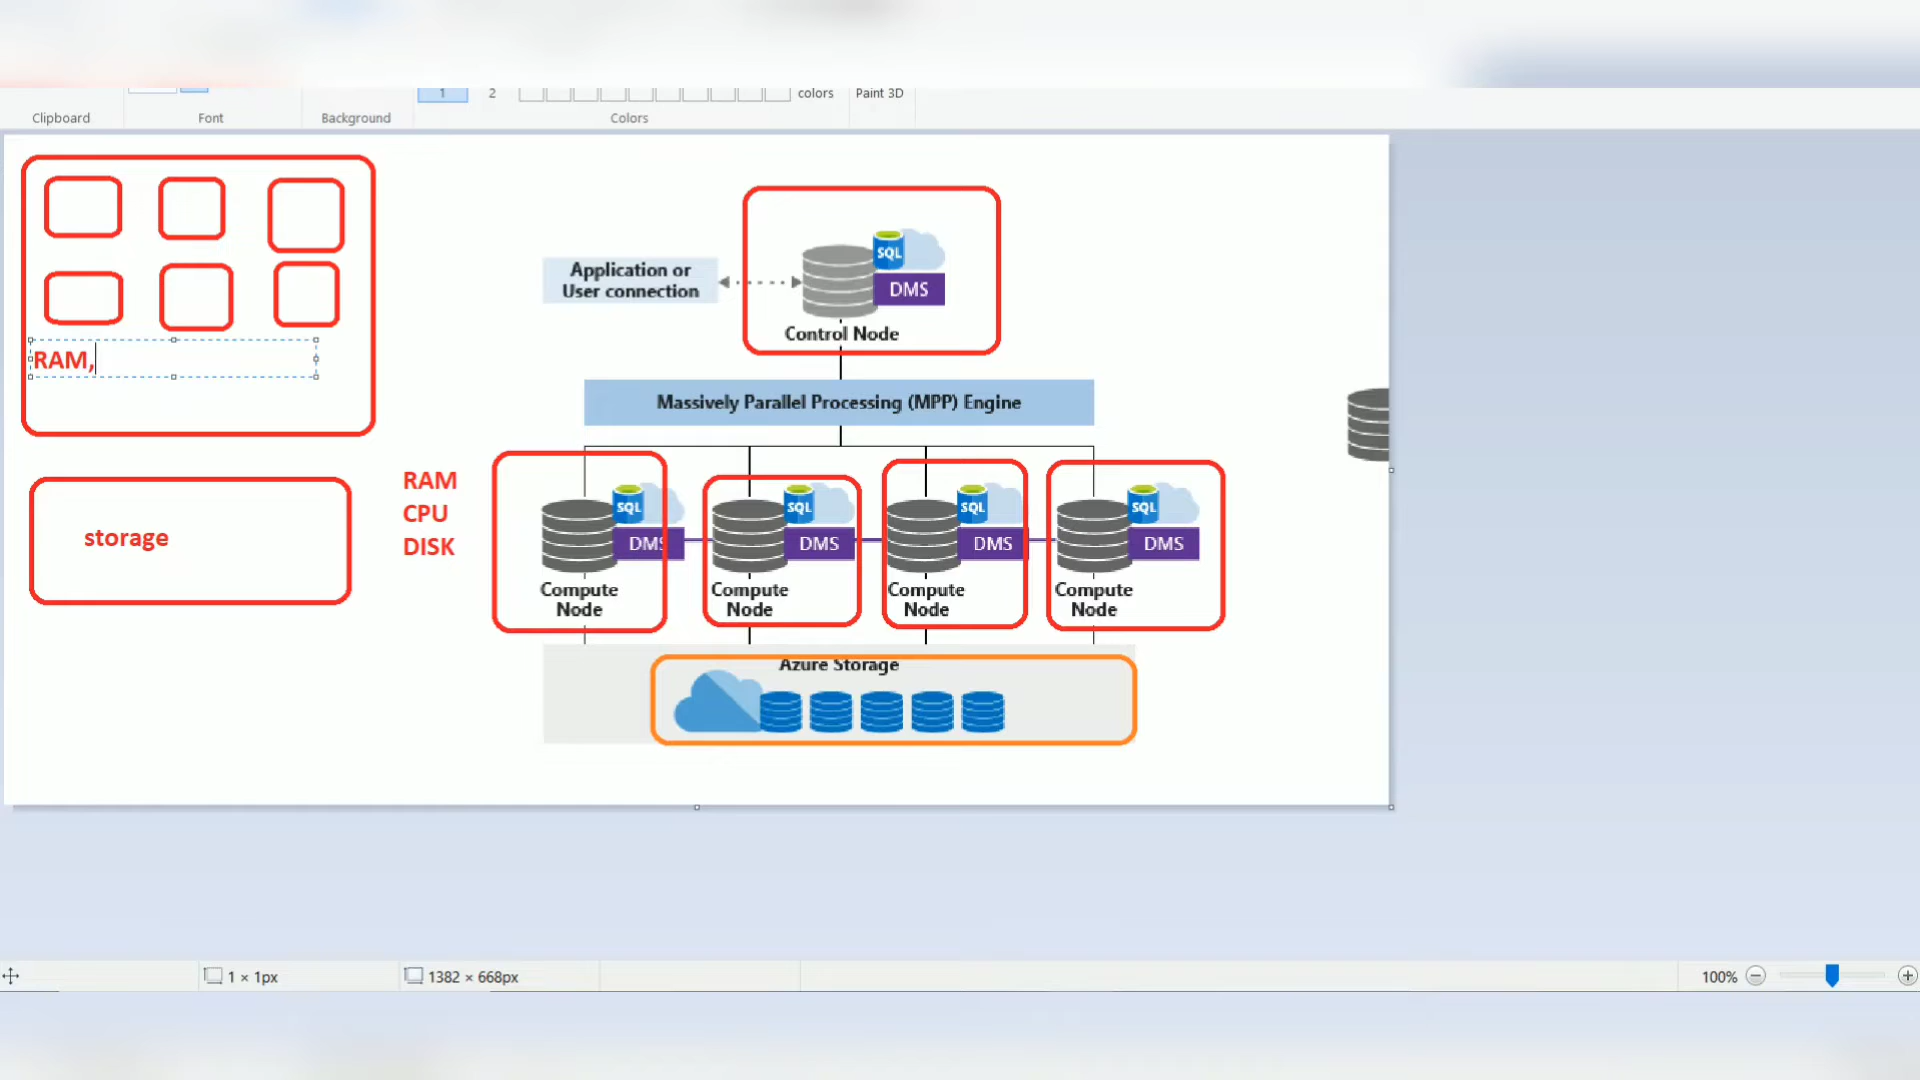 1
2
colors
Paint 3D
Clipboard
Font
Background
Colors
SQL
Application or
User connection
DMS
Control Node
RAM,
Massively Parallel Processing (MPP) Engine
RAM
CPU
DISK
storage
SQL
DMS
Compute
Node
SQL
DMS
Compute
Node
SQL
DMS
Compute
Node
SQL
DMS
Compute
Node
Azure Storage
1 × 1px
1382 × 668px
100%